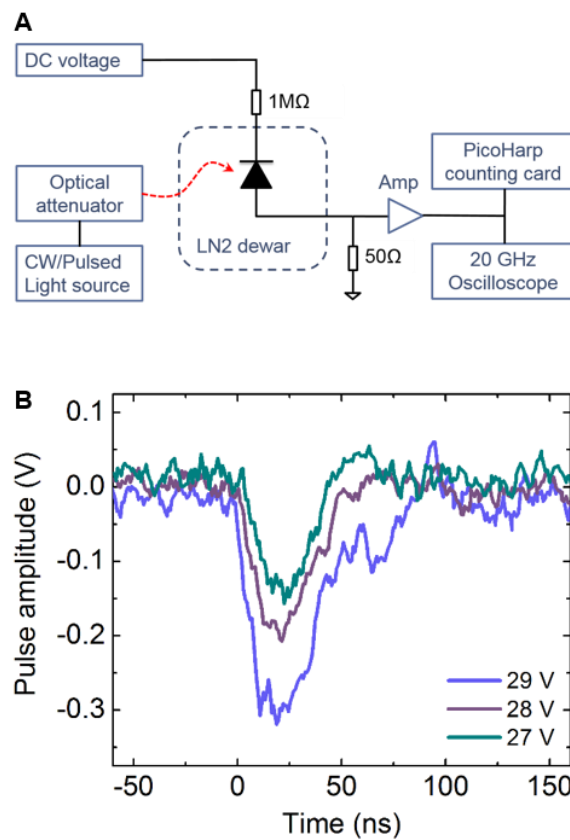 A
DC voltage
1MΩ
Optical
attenuator
CW/Pulsed
Light source
LN2 dewar
Amp
50Ω
PicoHarp
counting card
20 GHz
Oscilloscope
B
Pulse amplitude (V)
0.1
0.0
-0.1
-0.2
-0.3
29 V
28 V
27 V
-50
0
50
100
150
Time (ns)